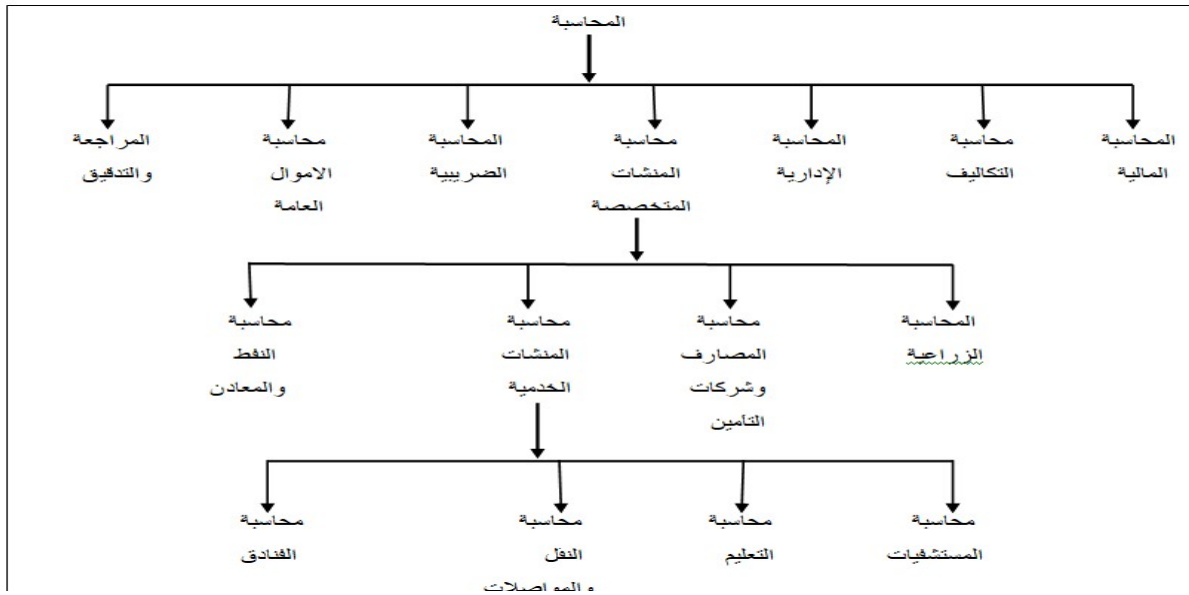 المحاسبة
المحاسبة المالية
محاسبة التكاليف
المحاسبة الإدارية
محاسبة المنشات المتخصصة
المحاسبة الضريبية
محاسبة الاموال العامة
المراجعة والتدقيق
المحاسبة الزراعية
محاسبة المصارف وشركات التأمين
محاسبة المنشات الخدمية
محاسبة النفط والمعادن
محاسبة المستشفيات
محاسبة التعليم
محاسبة النقل والمواصلات
محاسبة الفنادق